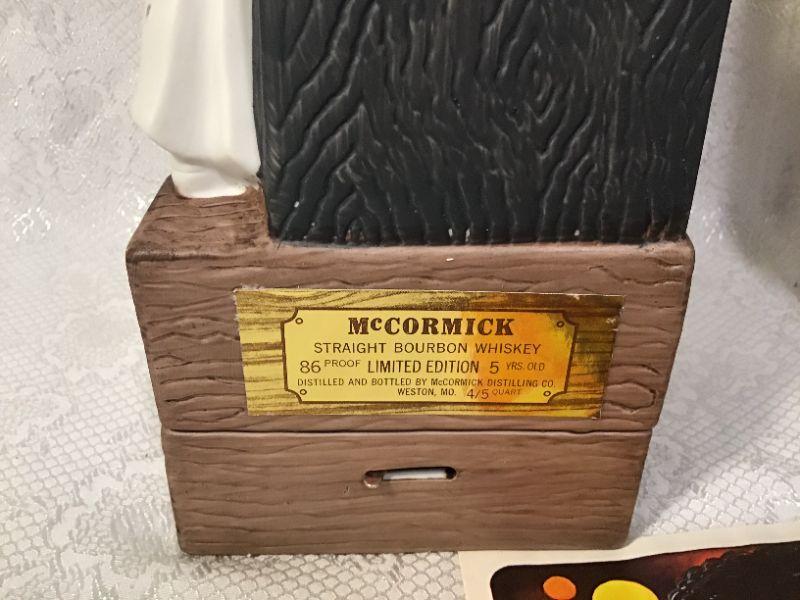 McCORMICK
STRAIGHT BOURBON WHISKEY
86 PROOF LIMITED EDITION 5 YRS. OLD
DISTILLED AND BOTTLED BY McCORMICK DISTILLING CO.
WESTON, MO. 4/5 QUART